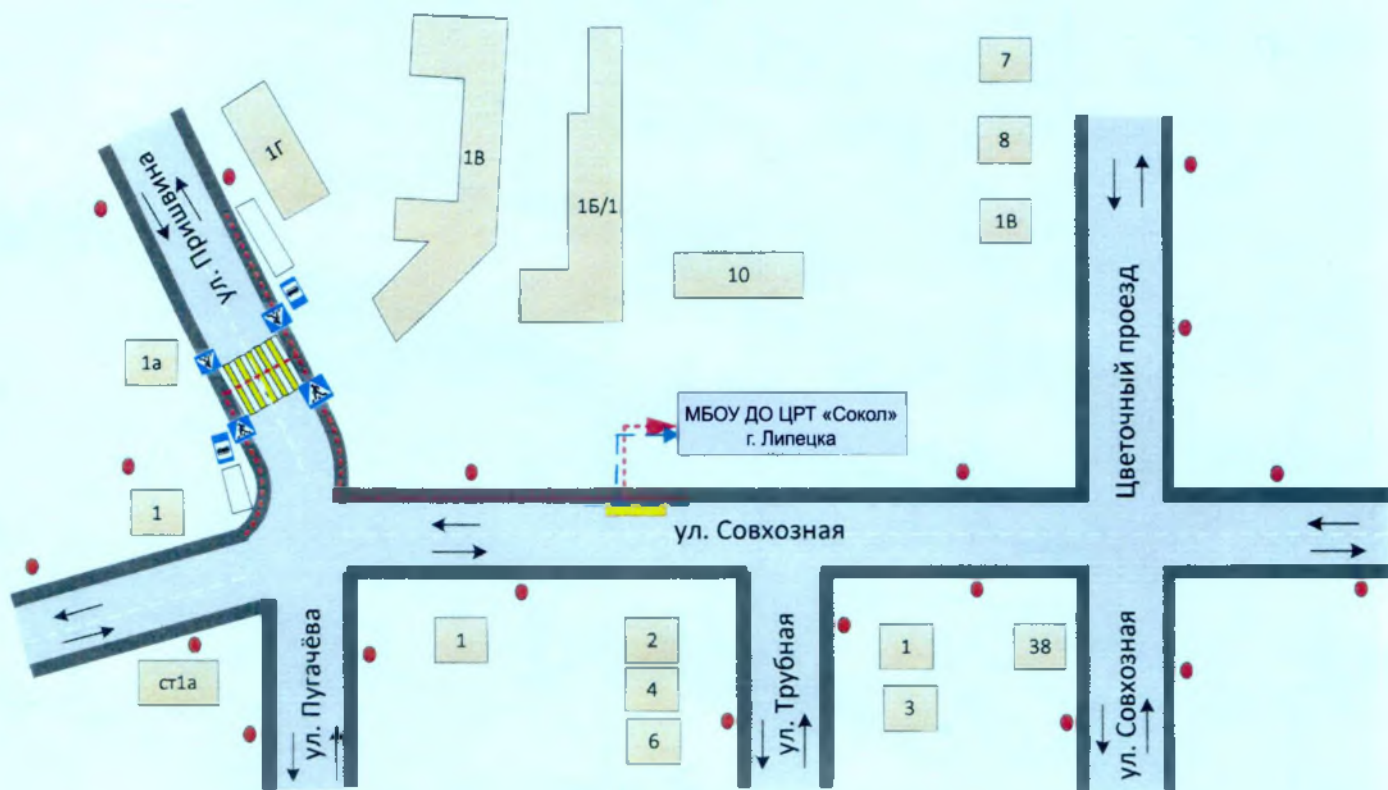 7
8
1В
1Г
1В
1Б/1
10
ул. Пришвина
1а
1
МБОУ ДО ЦРТ «Сокол»
г. Липецка
Цветочный проезд
ул. Совхозная
ст1а
ул. Пугачёва
1
2
4
6
ул. Трубная
1
3
38
ул. Совхозная